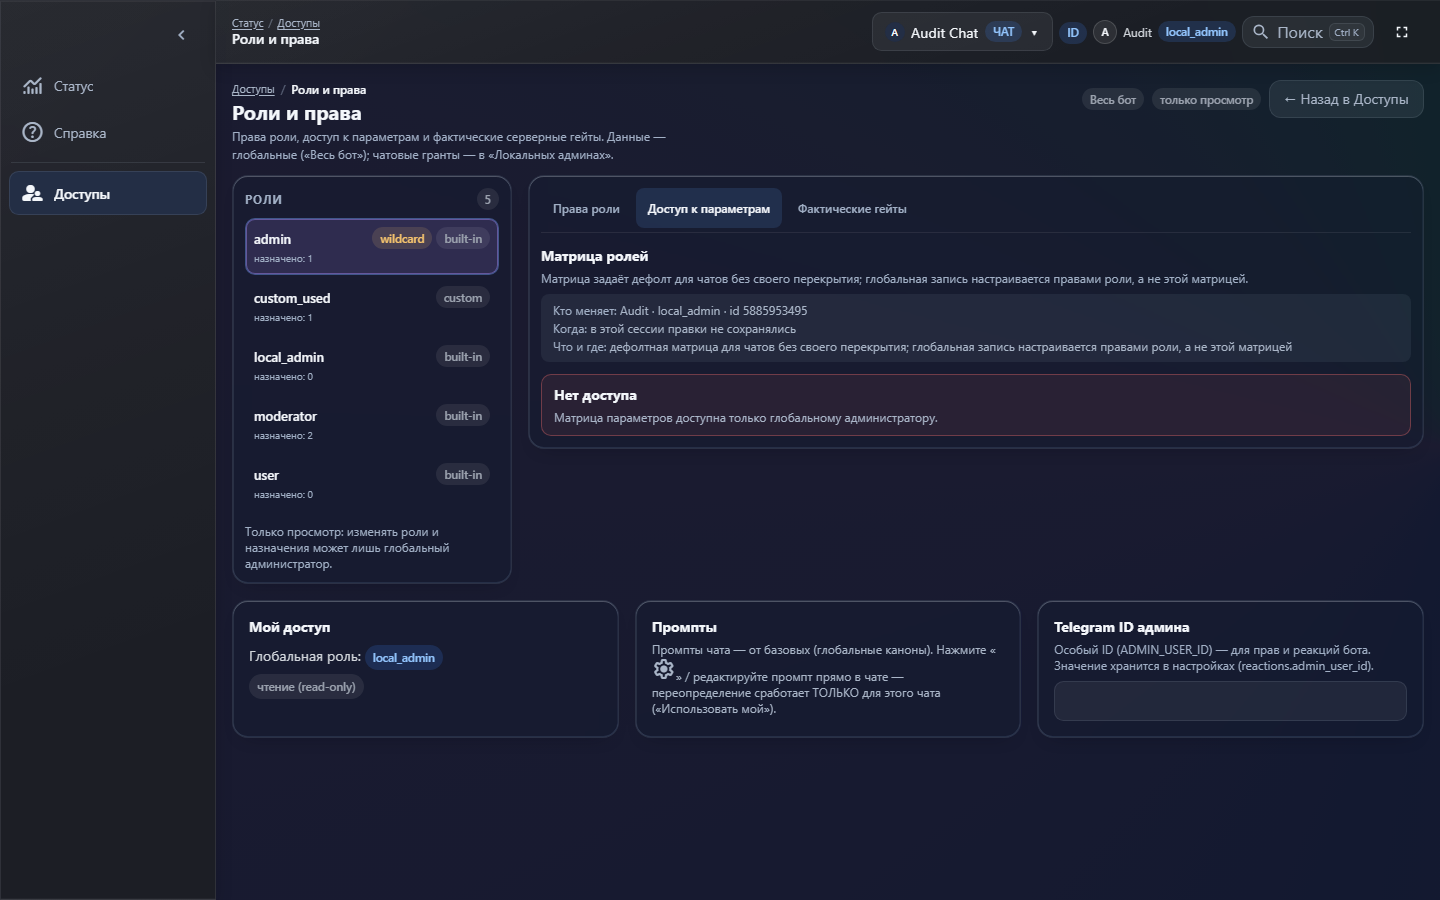 Статус / Доступы
Роли и права
A Audit Chat ЧАТ ▾ ID A Audit local_admin Поиск Ctrl K
Статус
Справка
Доступы
Доступы / Роли и права
Роли и права
Права роли, доступ к параметрам и фактические серверные гейты. Данные —
глобальные («Весь бот»); чатовые гранты — в «Локальных админах».
Весь бот только просмотр ← Назад в Доступы
РОЛИ 5
admin wildcard built-in
назначено: 1
custom_used custom
назначено: 1
local_admin built-in
назначено: 0
moderator built-in
назначено: 2
user built-in
назначено: 0
Только просмотр: изменять роли и
назначения может лишь глобальный
администратор.
Права роли Доступ к параметрам Фактические гейты
Матрица ролей
Матрица задаёт дефолт для чатов без своего перекрытия; глобальная запись настраивается правами роли, а не этой матрицей.
Кто меняет: Audit · local_admin · id 5885953495
Когда: в этой сессии правки не сохранялись
Что и где: дефолтная матрица для чатов без своего перекрытия; глобальная запись настраивается правами роли, а не этой матрицей
Нет доступа
Матрица параметров доступна только глобальному администратору.
Мой доступ
Глобальная роль: local_admin
чтение (read-only)
Промпты
Промпты чата — от базовых (глобальные каноны). Нажмите «
» / редактируйте промпт прямо в чате —
переопределение сработает ТОЛЬКО для этого чата
(«Использовать мой»).
Telegram ID админа
Особый ID (ADMIN_USER_ID) — для прав и реакций бота.
Значение хранится в настройках (reactions.admin_user_id).